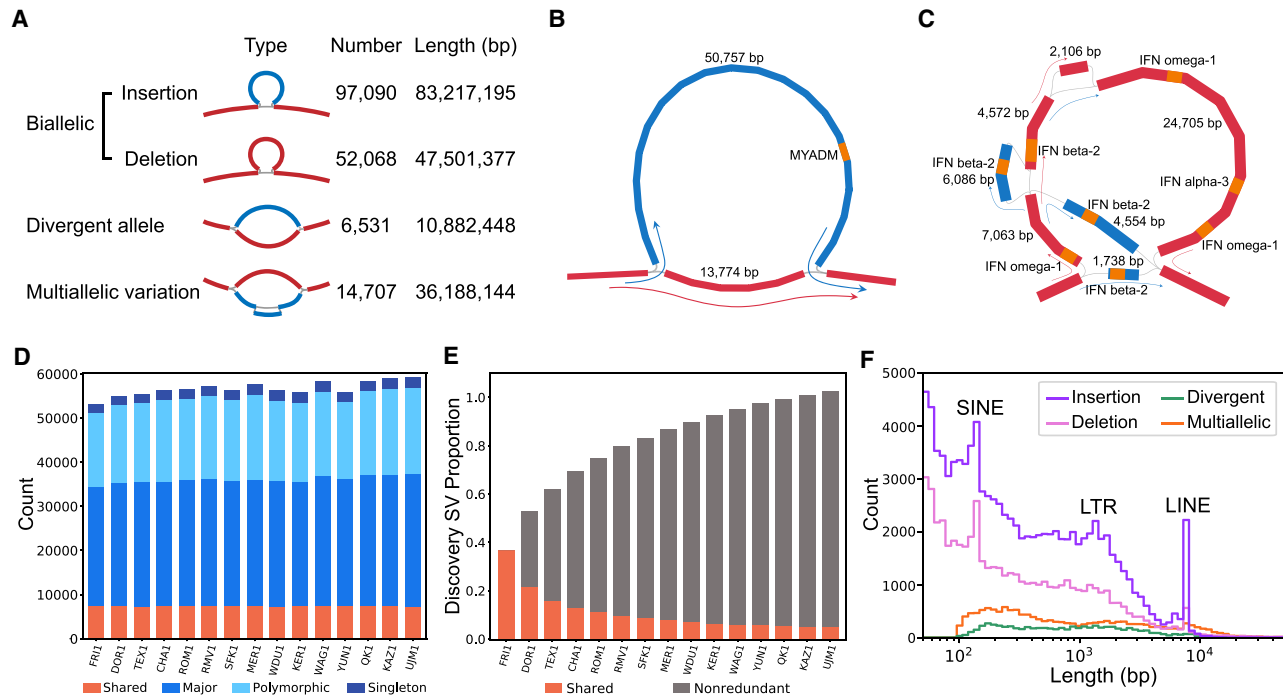 A
Type Number Length (bp)
Biallelic
Insertion 97,090 83,217,195
Deletion 52,068 47,501,377
Divergent allele 6,531 10,882,448
Multiallelic variation 14,707 36,188,144
B
50,757 bp
MYADM
13,774 bp
C
2,106 bp
IFN omega-1
4,572 bp
24,705 bp
IFN beta-2
IFN beta-2
6,086 bp
IFN alpha-3
IFN beta-2
4,554 bp
7,063 bp
IFN omega-1
IFN omega-1
1,738 bp
IFN beta-2
D
Count
60000
50000
40000
30000
20000
10000
0
FRI1 DOR1 TEX1 CHA1 ROM1 RMV1 SFK1 MER1 WDU1 KER1 WAG1 YUN1 QK1 KAZ1 UJM1
Shared Major Polymorphic Singleton
E
Discovery SV Proportion
1.0
0.8
0.6
0.4
0.2
0.0
FRI1 DOR1 TEX1 CHA1 ROM1 RMV1 SFK1 MER1 WDU1 KER1 WAG1 YUN1 QK1 KAZ1 UJM1
Shared Nonredundant
F
Count
5000
4000
3000
2000
1000
0
Insertion Divergent
Deletion Multiallelic
SINE
LTR
LINE
10² 10³ 10⁴
Length (bp)